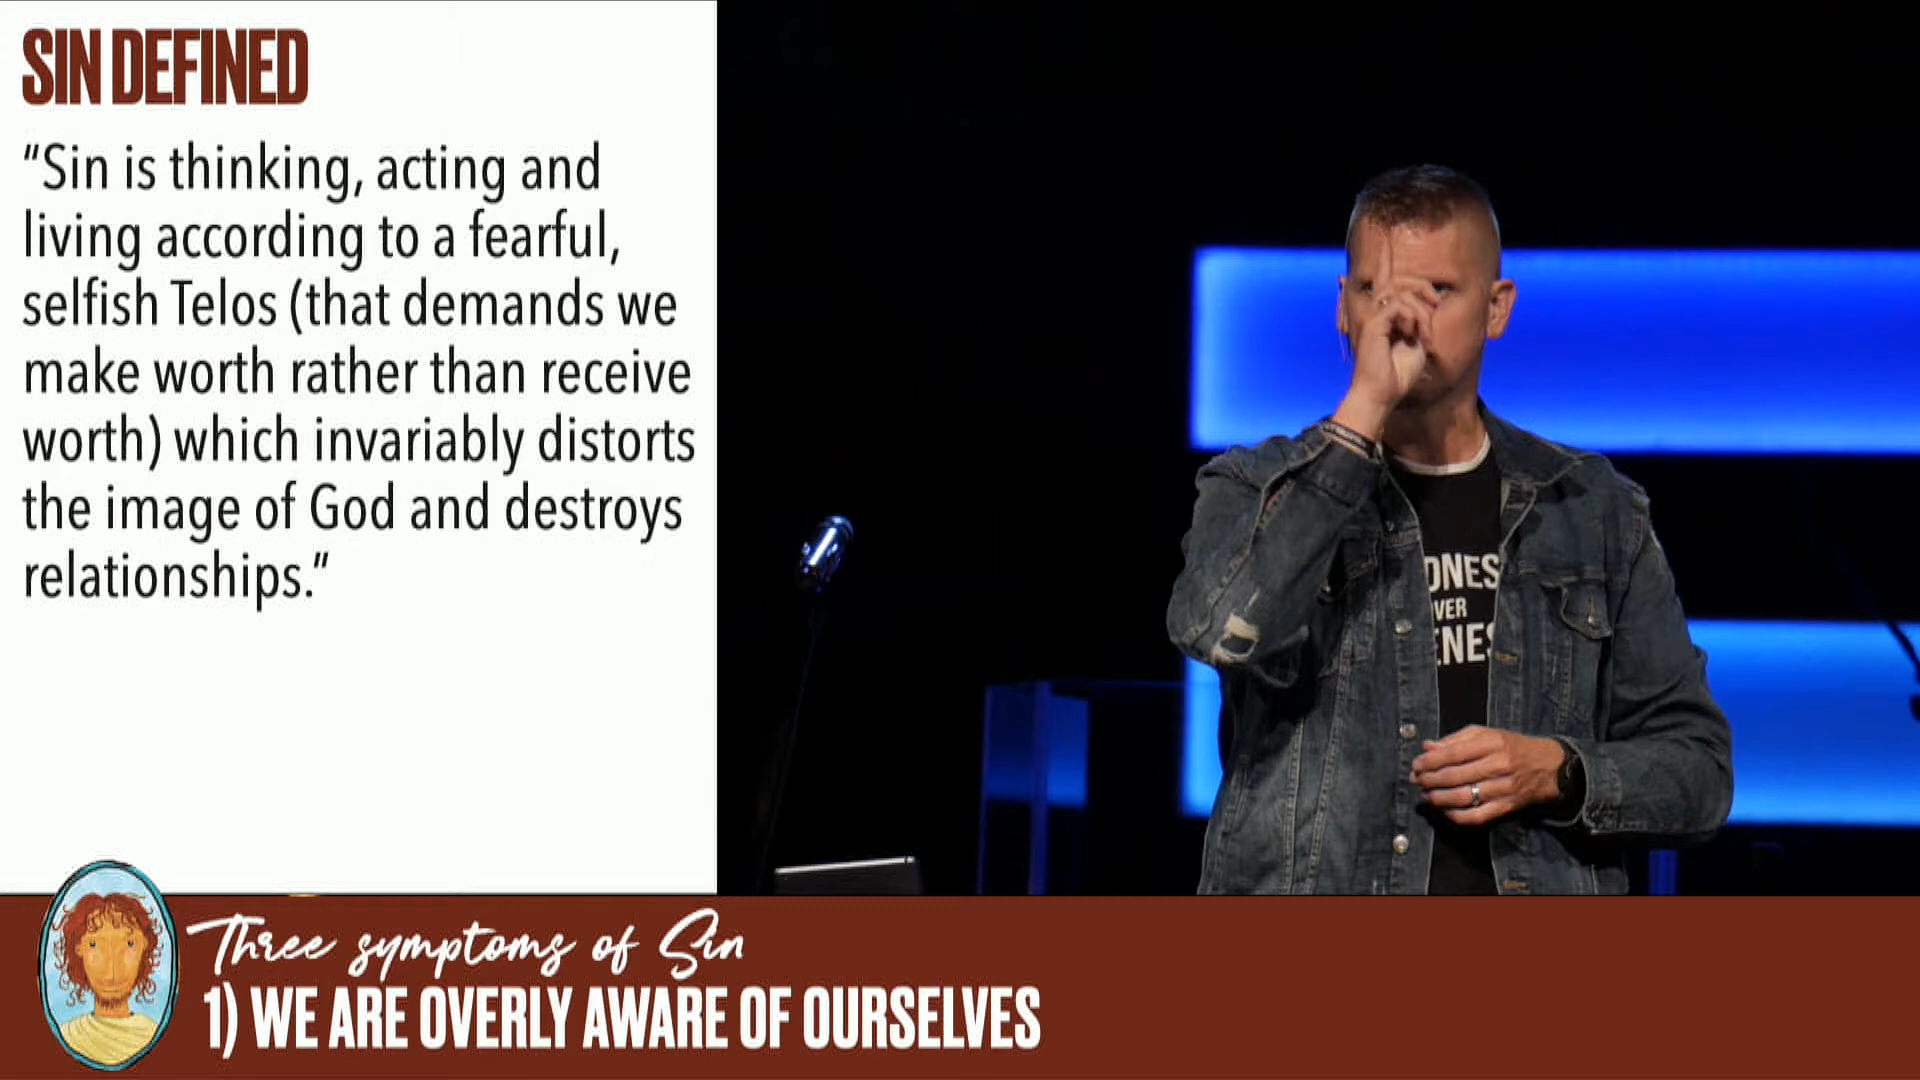 SIN DEFINED
“Sin is thinking, acting and
living according to a fearful,
selfish Telos (that demands we
make worth rather than receive
worth) which invariably distorts
the image of God and destroys
relationships.”
Three symptoms of Sin
1) WE ARE OVERLY AWARE OF OURSELVES